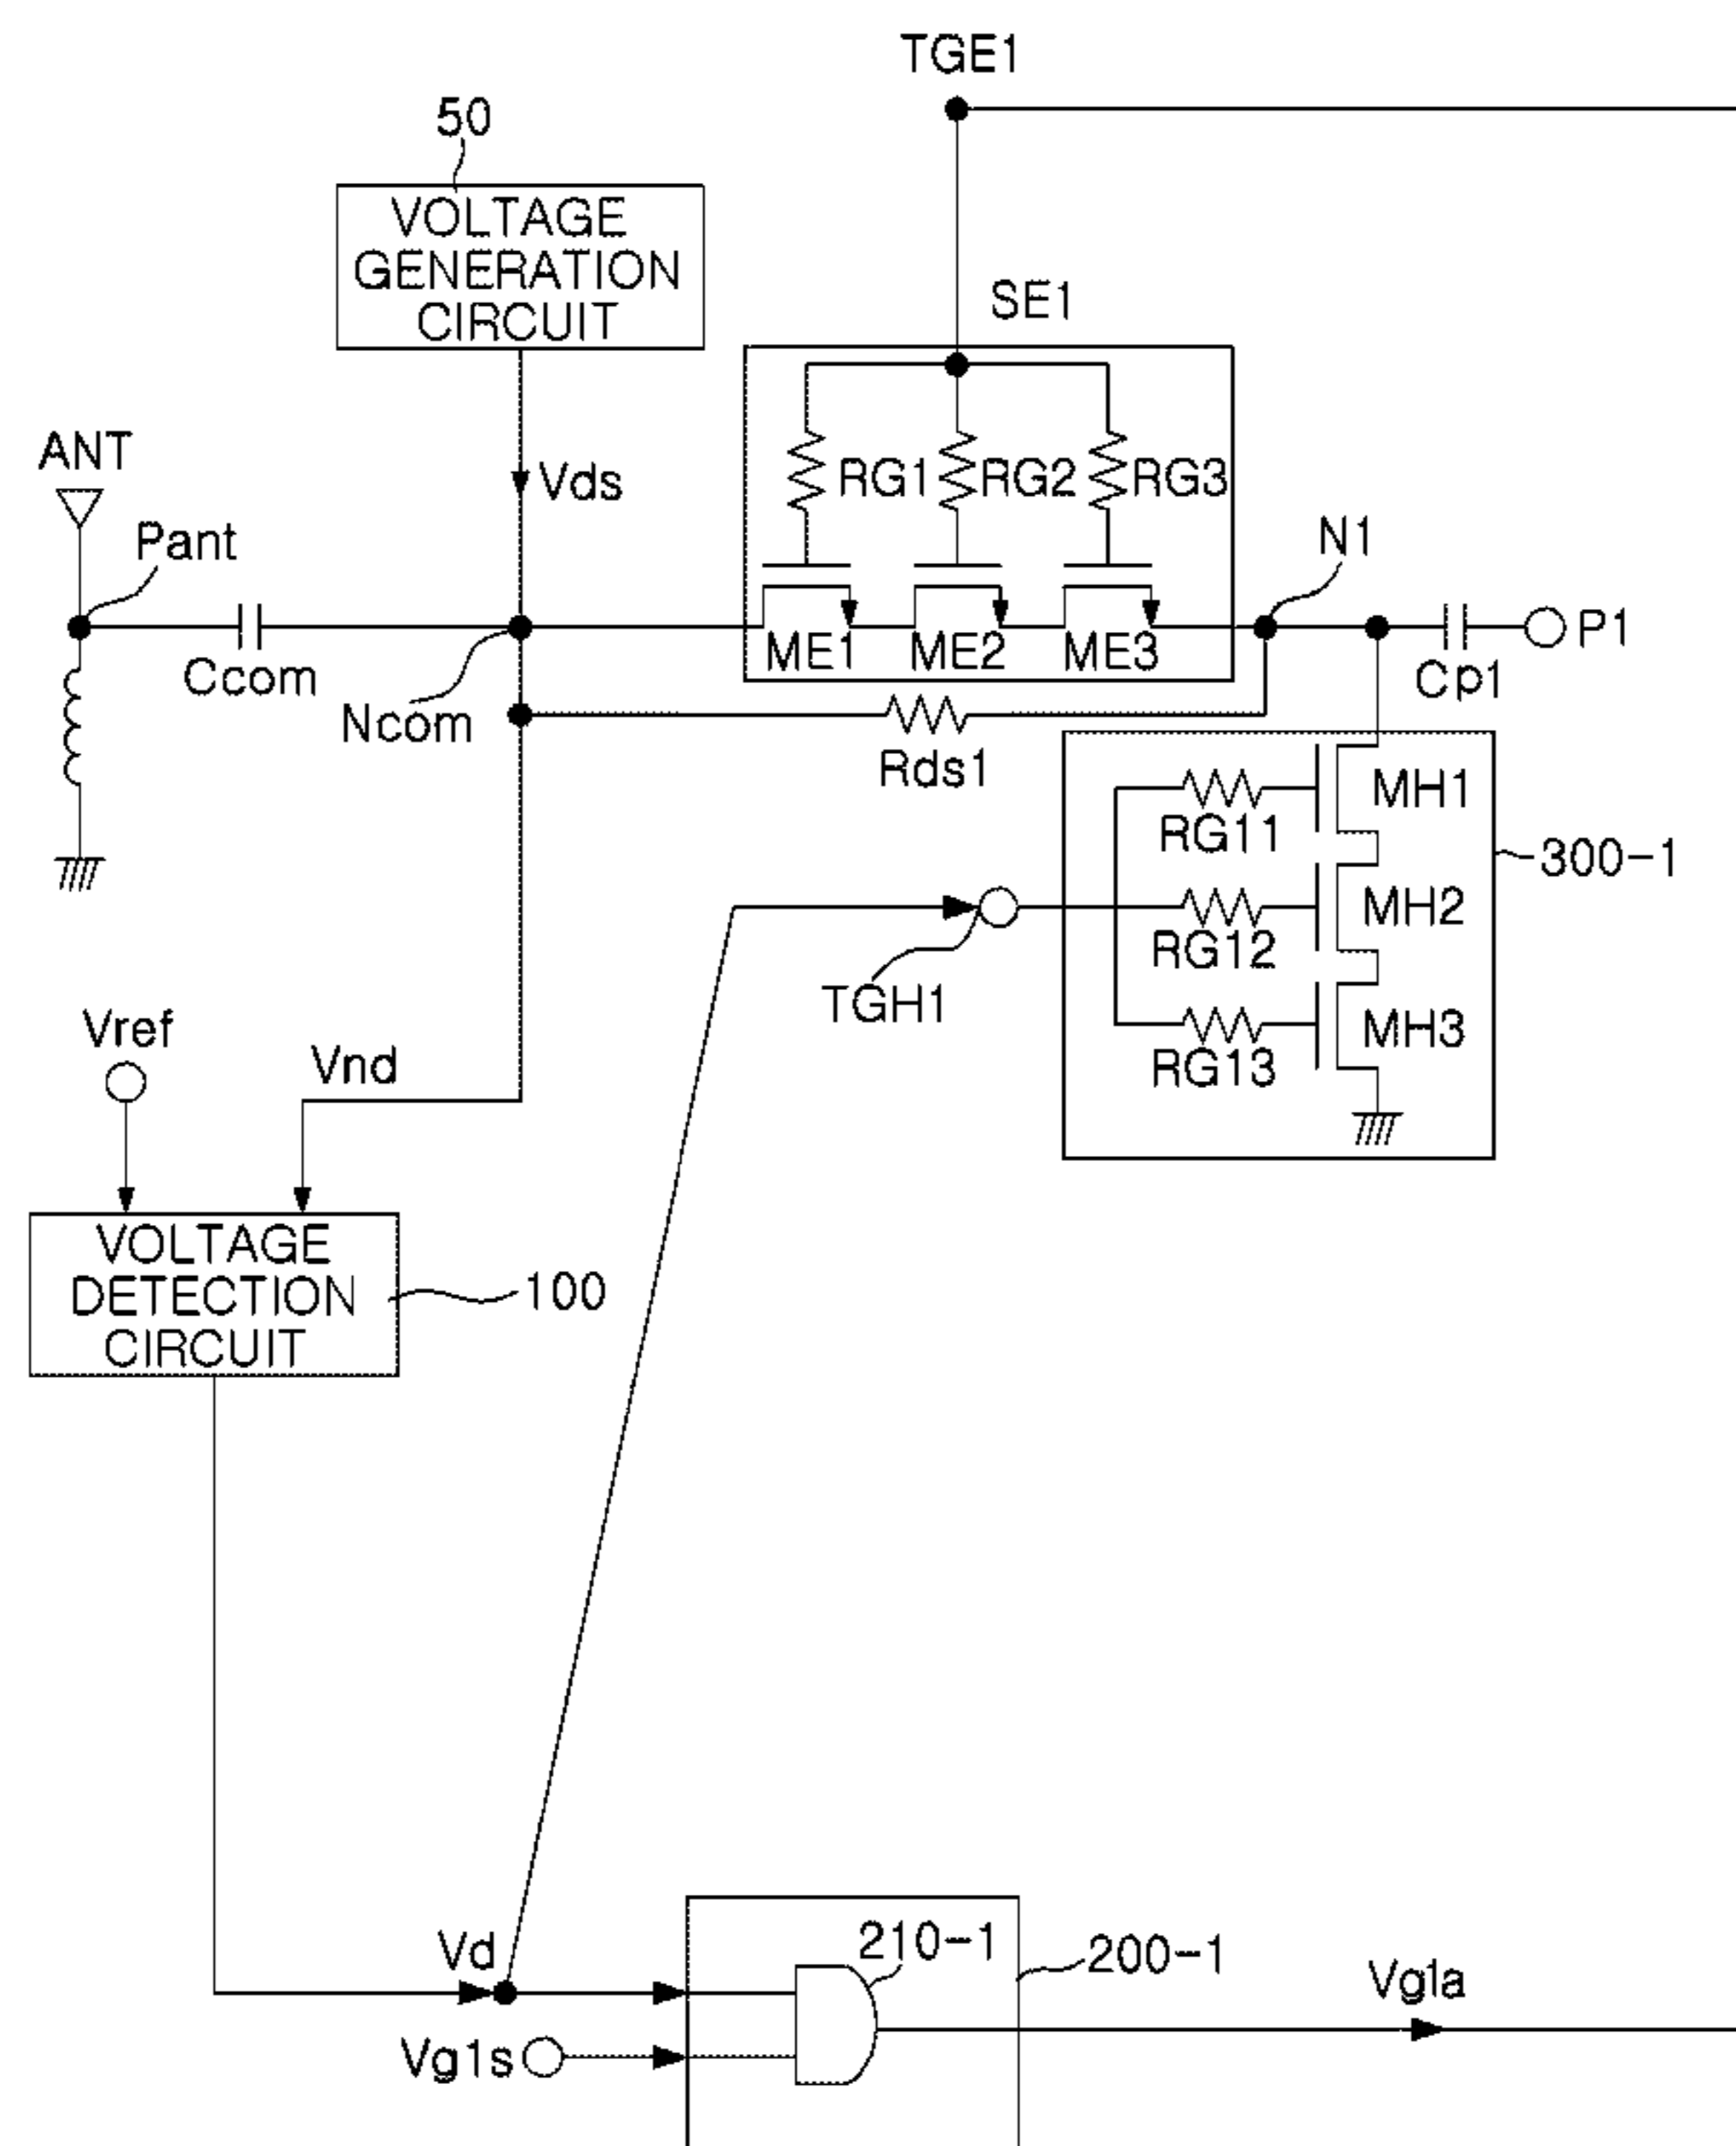 TGE1
50
VOLTAGE
GENERATION
CIRCUIT
SE1
ANT
Vds
RG1
RG2
RG3
Pant
N1
ME1
ME2
ME3
P1
Ccom
Cp1
Ncom
Rds1
MH1
RG11
300-1
MH2
RG12
TGH1
Vref
MH3
Vnd
RG13
VOLTAGE
DETECTION
CIRCUIT
100
210-1
Vd
200-1
Vg1a
Vg1s